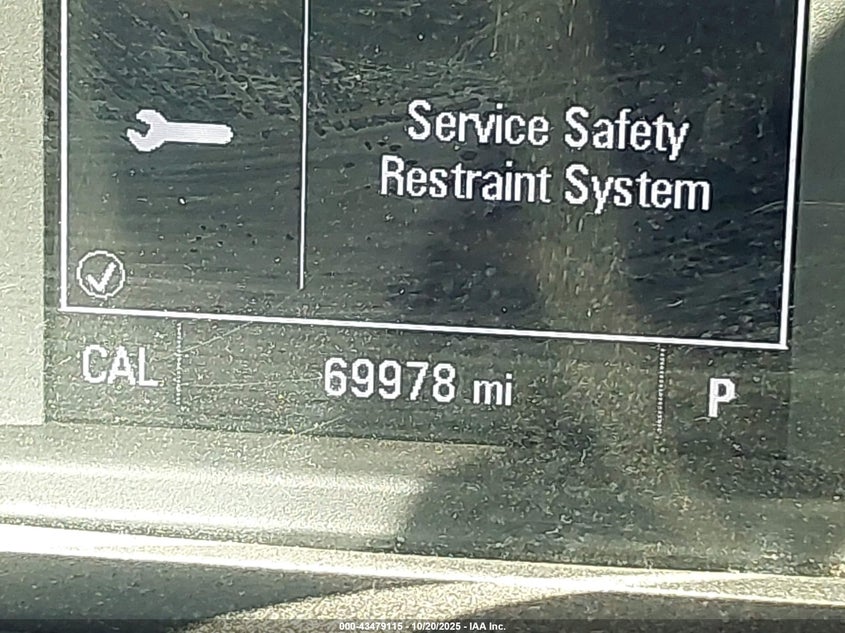 Service Safety
Restraint System
CAL 69978 mi P
000-43479115 - 10/20/2025 - IAA Inc.